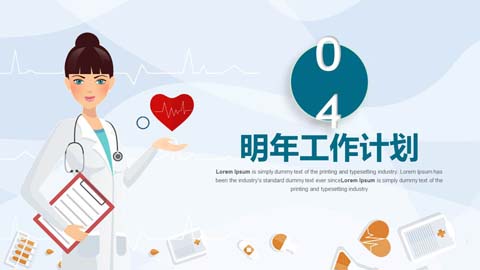 0
4
明年工作计划
Lorem Ipsum is simply dummy text of the printing and typesetting industry. Lorem Ipsum has
been the industry's standard dummy text ever sinceLorem Ipsum is simply dummy text of the
printing and typesetting industry